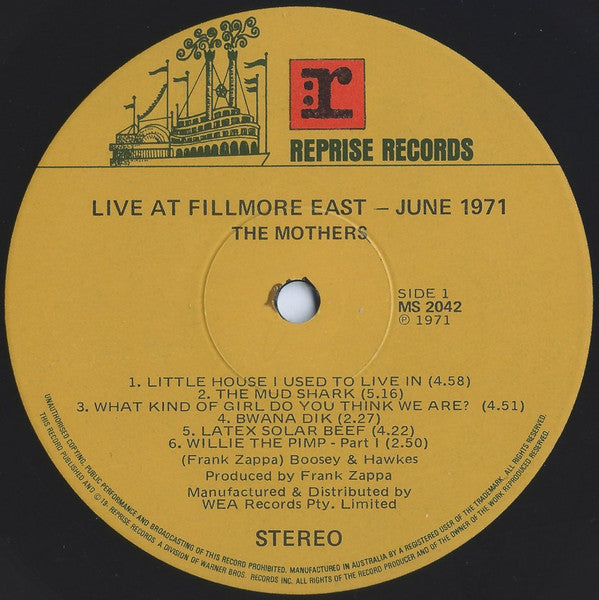 r:
REPRISE RECORDS
LIVE AT FILLMORE EAST – JUNE 1971
THE MOTHERS
SIDE 1
MS 2042
℗ 1971
1. LITTLE HOUSE I USED TO LIVE IN (4.58)
2. THE MUD SHARK (5.16)
3. WHAT KIND OF GIRL DO YOU THINK WE ARE? (4.51)
4. BWANA DIK (2.27)
5. LATEX SOLAR BEEF (4.22)
6. WILLIE THE PIMP - Part I (2.50)
(Frank Zappa) Boosey & Hawkes
Produced by Frank Zappa
Manufactured & Distributed by
WEA Records Pty. Limited
STEREO
UNAUTHORISED COPYING, PUBLIC PERFORMANCE AND BROADCASTING OF THIS RECORD PROHIBITED. MANUFACTURED IN AUSTRALIA BY A REGISTERED USER OF THE TRADEMARK. ALL RIGHTS RESERVED.
THIS RECORD PUBLISHED AND © 19 REPRISE RECORDS. A DIVISION OF WARNER BROS. RECORDS INC. ALL RIGHTS OF THE RECORD PRODUCER AND OF THE OWNER OF THE WORK REPRODUCED RESERVED.